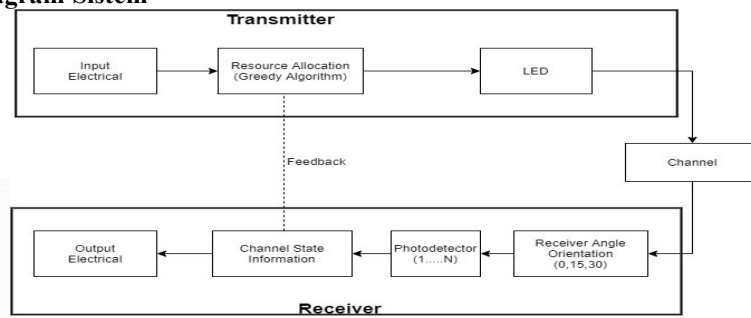 Sistem
Transmitter
Input
Electrical
Resource Allocation
(Greedy Algorithm)
LED
Feedback
Channel
Output
Electrical
Channel State
Information
Photodetector
(1.....N)
Receiver Angle
Orientation
(0,15,30)
Receiver